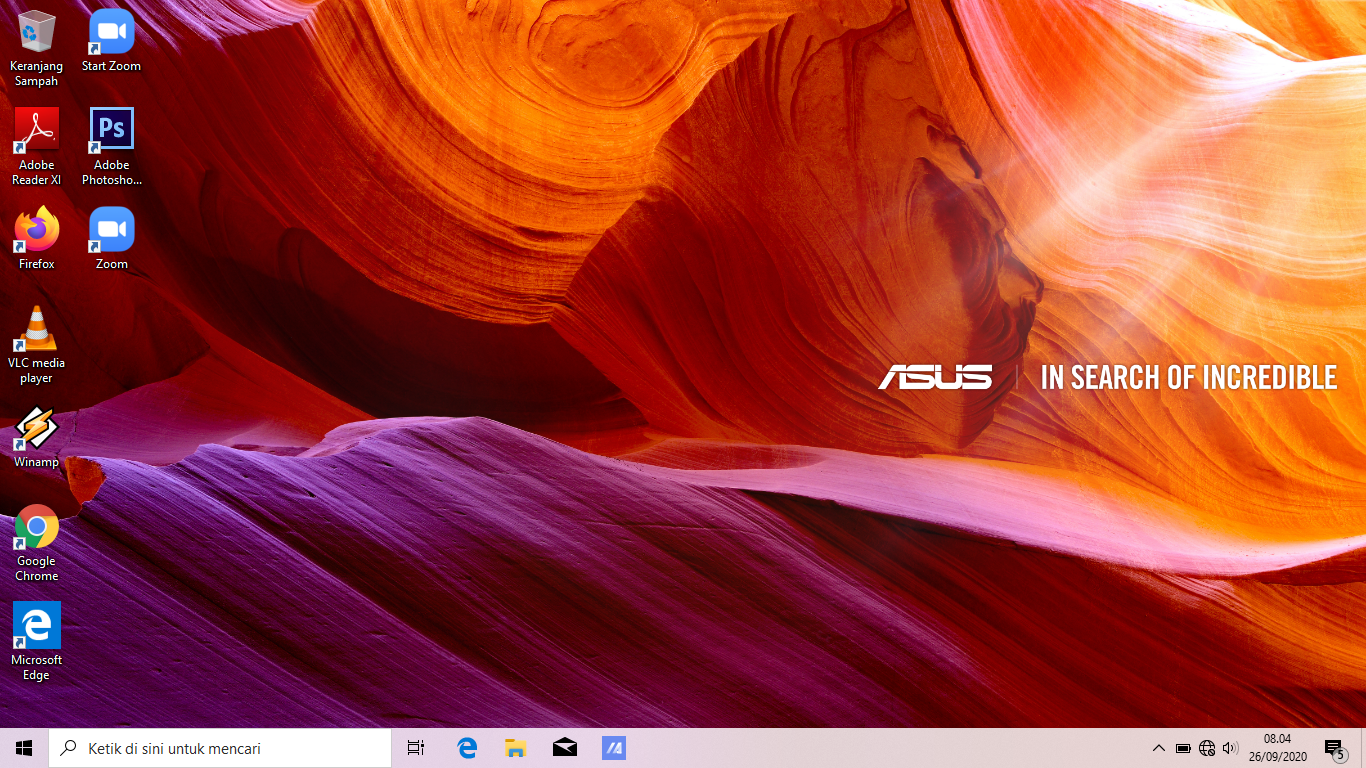 Keranjang
Sampah
Start Zoom
Adobe
Reader XI
Ps
Adobe
Photosho...
Firefox
Zoom
VLC media
player
Winamp
Google
Chrome
Microsoft
Edge
ASUS | IN SEARCH OF INCREDIBLE
Ketik di sini untuk mencari
08.04
26/09/2020
5